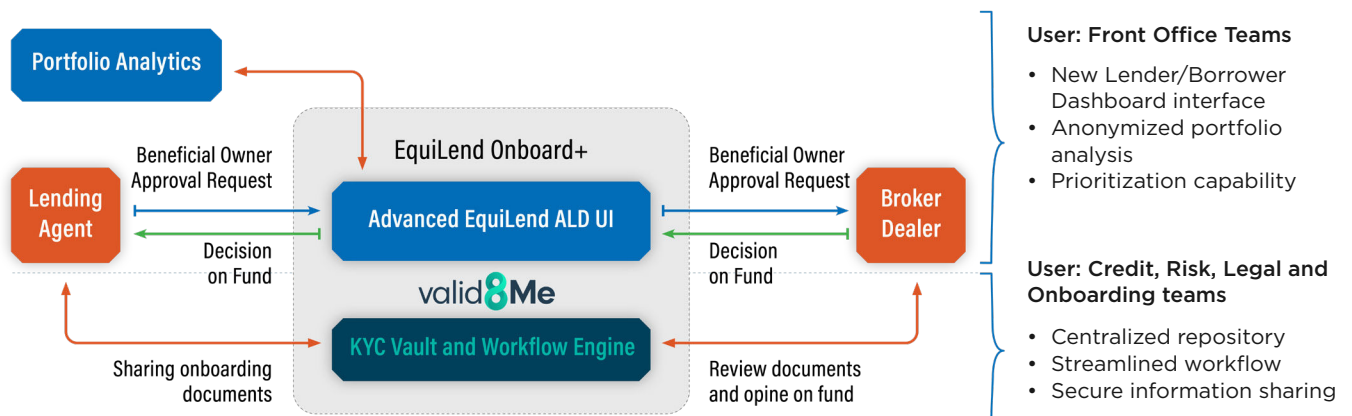 Portfolio Analytics
EquiLend Onboard+
Beneficial Owner
Approval Request
Lending
Agent
Decision
on Fund
Advanced EquiLend ALD UI
Beneficial Owner
Approval Request
Broker
Dealer
Decision
on Fund
valid8Me
KYC Vault and Workflow Engine
Sharing onboarding
documents
Review documents
and opine on fund
User: Front Office Teams
• New Lender/Borrower
Dashboard interface
• Anonymized portfolio
analysis
• Prioritization capability
User: Credit, Risk, Legal and
Onboarding teams
• Centralized repository
• Streamlined workflow
• Secure information sharing